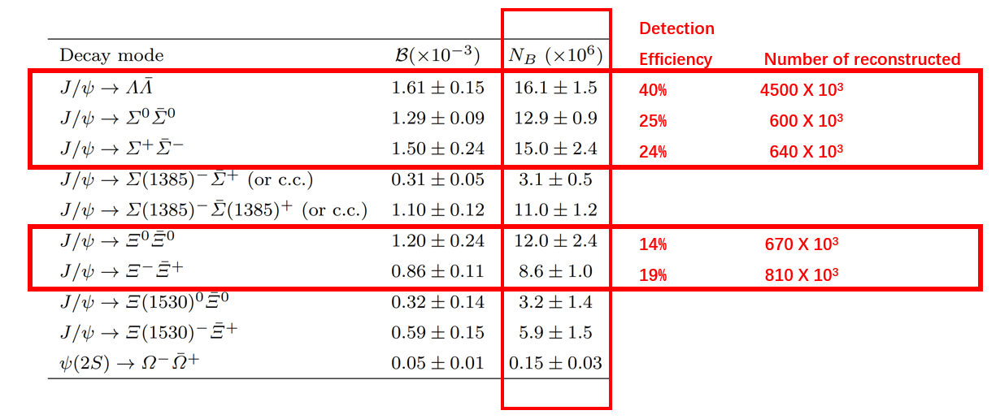 Detection
Decay mode B(×10⁻³) N_B (×10⁶) Efficiency Number of reconstructed
J/ψ → ΛΛ̄ 1.61 ± 0.15 16.1 ± 1.5 40% 4500 X 10³
J/ψ → Σ⁰Σ̄⁰ 1.29 ± 0.09 12.9 ± 0.9 25% 600 X 10³
J/ψ → Σ⁺Σ̄⁻ 1.50 ± 0.24 15.0 ± 2.4 24% 640 X 10³
J/ψ → Σ(1385)⁻Σ̄⁺ (or c.c.) 0.31 ± 0.05 3.1 ± 0.5
J/ψ → Σ(1385)⁻Σ̄(1385)⁺ (or c.c.) 1.10 ± 0.12 11.0 ± 1.2
J/ψ → Ξ⁰Ξ̄⁰ 1.20 ± 0.24 12.0 ± 2.4 14% 670 X 10³
J/ψ → Ξ⁻Ξ̄⁺ 0.86 ± 0.11 8.6 ± 1.0 19% 810 X 10³
J/ψ → Ξ(1530)⁰Ξ̄⁰ 0.32 ± 0.14 3.2 ± 1.4
J/ψ → Ξ(1530)⁻Ξ̄⁺ 0.59 ± 0.15 5.9 ± 1.5
ψ(2S) → Ω⁻Ω̄⁺ 0.05 ± 0.01 0.15 ± 0.03